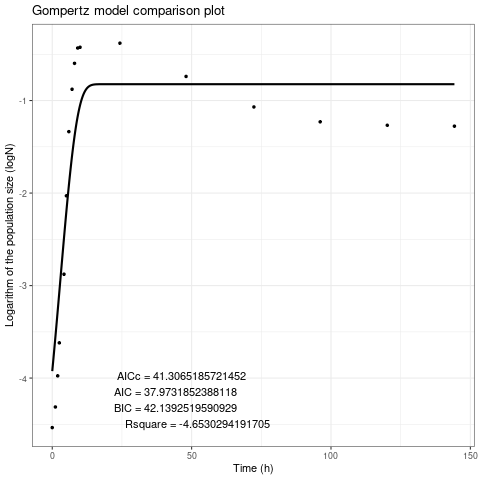 Gompertz model comparison plot
Logarithm of the population size (logN)
-1
-2
-3
-4
AICc = 41.3065185721452
AIC = 37.9731852388118
BIC = 42.1392519590929
Rsquare = -4.6530294191705
0
50
100
150
Time (h)